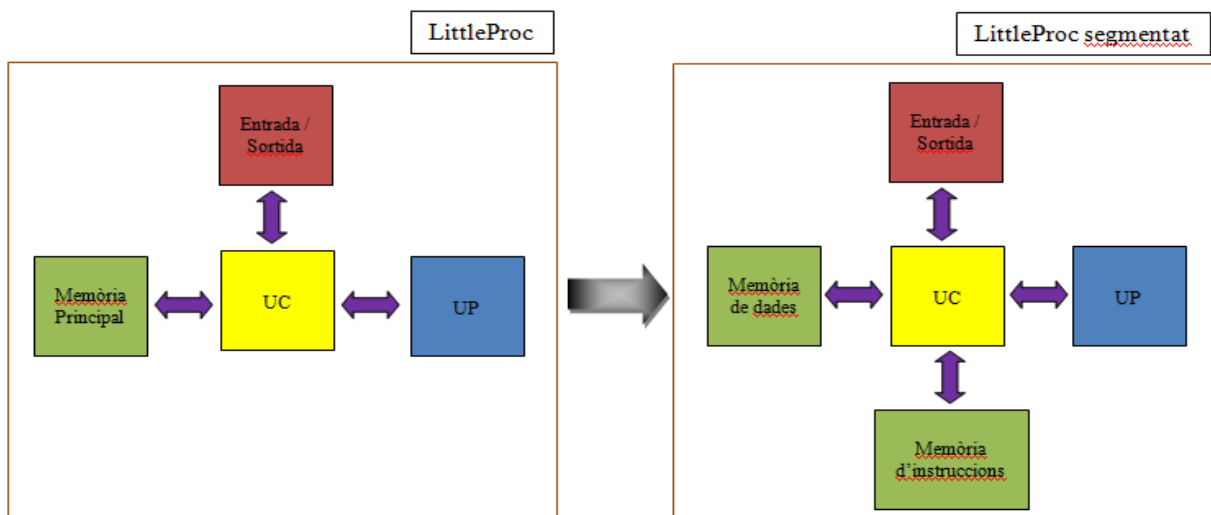 LittleProc
Entrada /
Sortida
Memòria
Principal
UC
UP
LittleProc segmentat
Entrada /
Sortida
Memòria
de dades
UC
UP
Memòria
d’instruccions